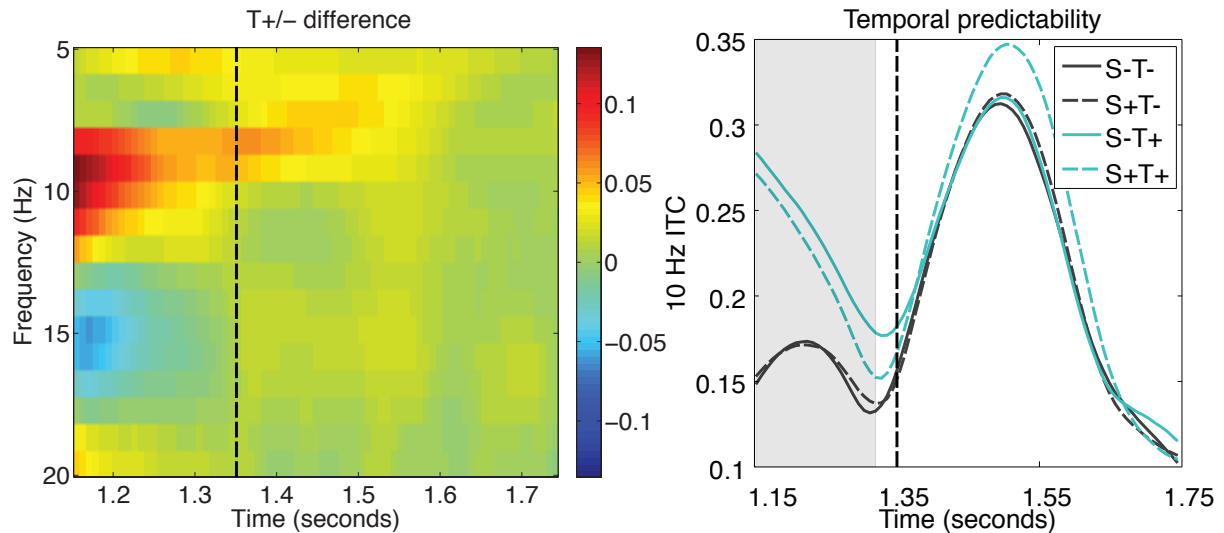 T+/− difference
Frequency (Hz)
5
10
15
20
1.2
1.3
1.4
1.5
1.6
1.7
Time (seconds)
0.1
0.05
0
−0.05
−0.1
Temporal predictability
10 Hz ITC
0.35
0.3
0.25
0.2
0.15
0.1
S-T-
S+T-
S-T+
S+T+
1.15
1.35
1.55
1.75
Time (seconds)